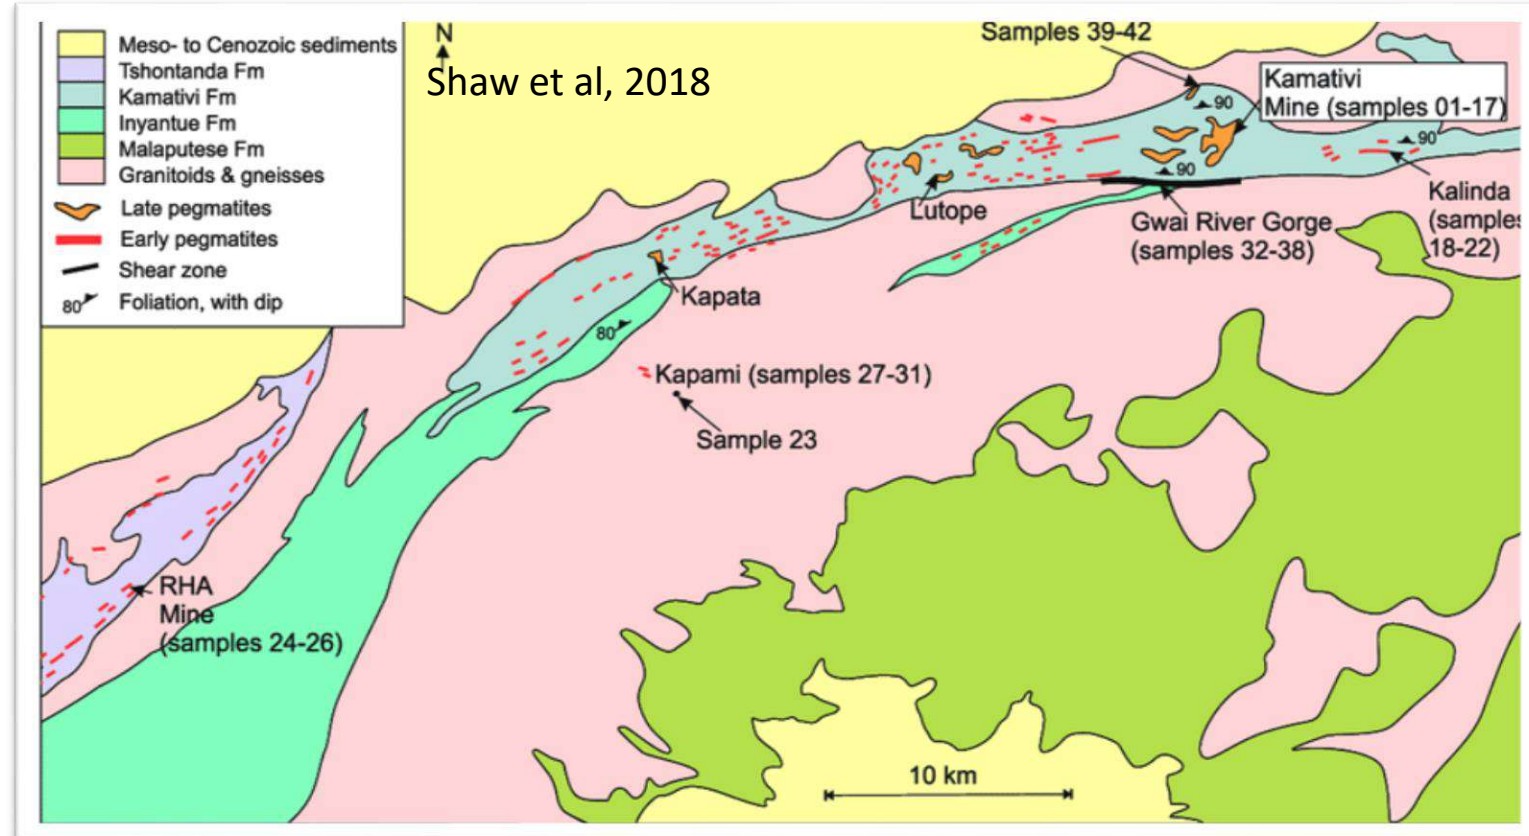 Meso- to Cenozoic sediments
Tshontanda Fm
Kamativi Fm
Inyantue Fm
Malaputese Fm
Granitoids & gneisses
Late pegmatites
Early pegmatites
Shear zone
80 Foliation, with dip
N
Shaw et al, 2018
Samples 39-42
Kamativi
Mine (samples 01-17)
90
90
90
Lutope
Kalinda
(samples
18-22)
Gwai River Gorge
(samples 32-38)
Kapata
80
Kapami (samples 27-31)
Sample 23
RHA
Mine
(samples 24-26)
10 km